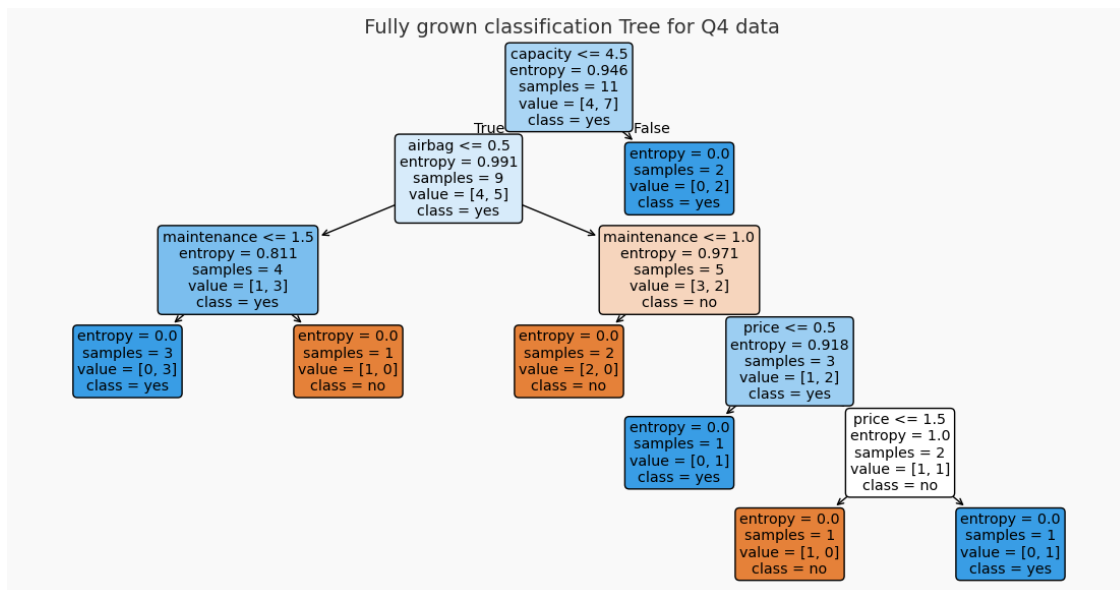 Fully grown classification Tree for Q4 data
capacity <= 4.5
entropy = 0.946
samples = 11
value = [4, 7]
class = yes
True
False
airbag <= 0.5
entropy = 0.991
samples = 9
value = [4, 5]
class = yes
entropy = 0.0
samples = 2
value = [0, 2]
class = yes
maintenance <= 1.5
entropy = 0.811
samples = 4
value = [1, 3]
class = yes
maintenance <= 1.0
entropy = 0.971
samples = 5
value = [3, 2]
class = no
entropy = 0.0
samples = 3
value = [0, 3]
class = yes
entropy = 0.0
samples = 1
value = [1, 0]
class = no
entropy = 0.0
samples = 2
value = [2, 0]
class = no
price <= 0.5
entropy = 0.918
samples = 3
value = [1, 2]
class = yes
entropy = 0.0
samples = 1
value = [0, 1]
class = yes
price <= 1.5
entropy = 1.0
samples = 2
value = [1, 1]
class = no
entropy = 0.0
samples = 1
value = [1, 0]
class = no
entropy = 0.0
samples = 1
value = [0, 1]
class = yes